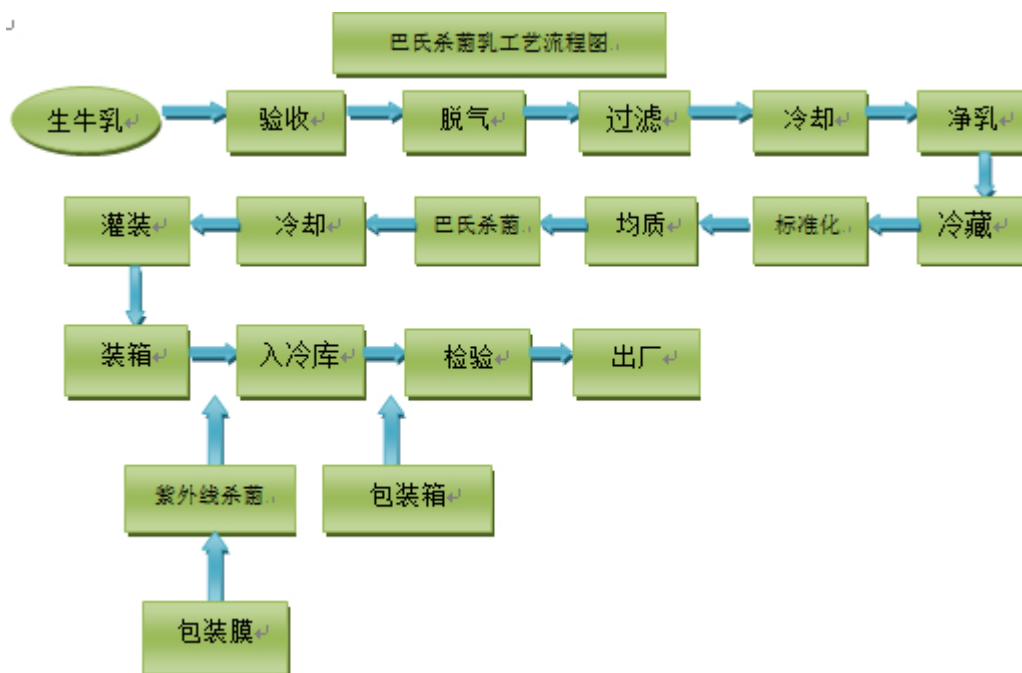 巴氏杀菌乳工艺流程图
生牛乳
验收
脱气
过滤
冷却
净乳
灌装
冷却
巴氏杀菌
均质
标准化
冷藏
装箱
入冷库
检验
出厂
紫外线杀菌
包装箱
包装膜